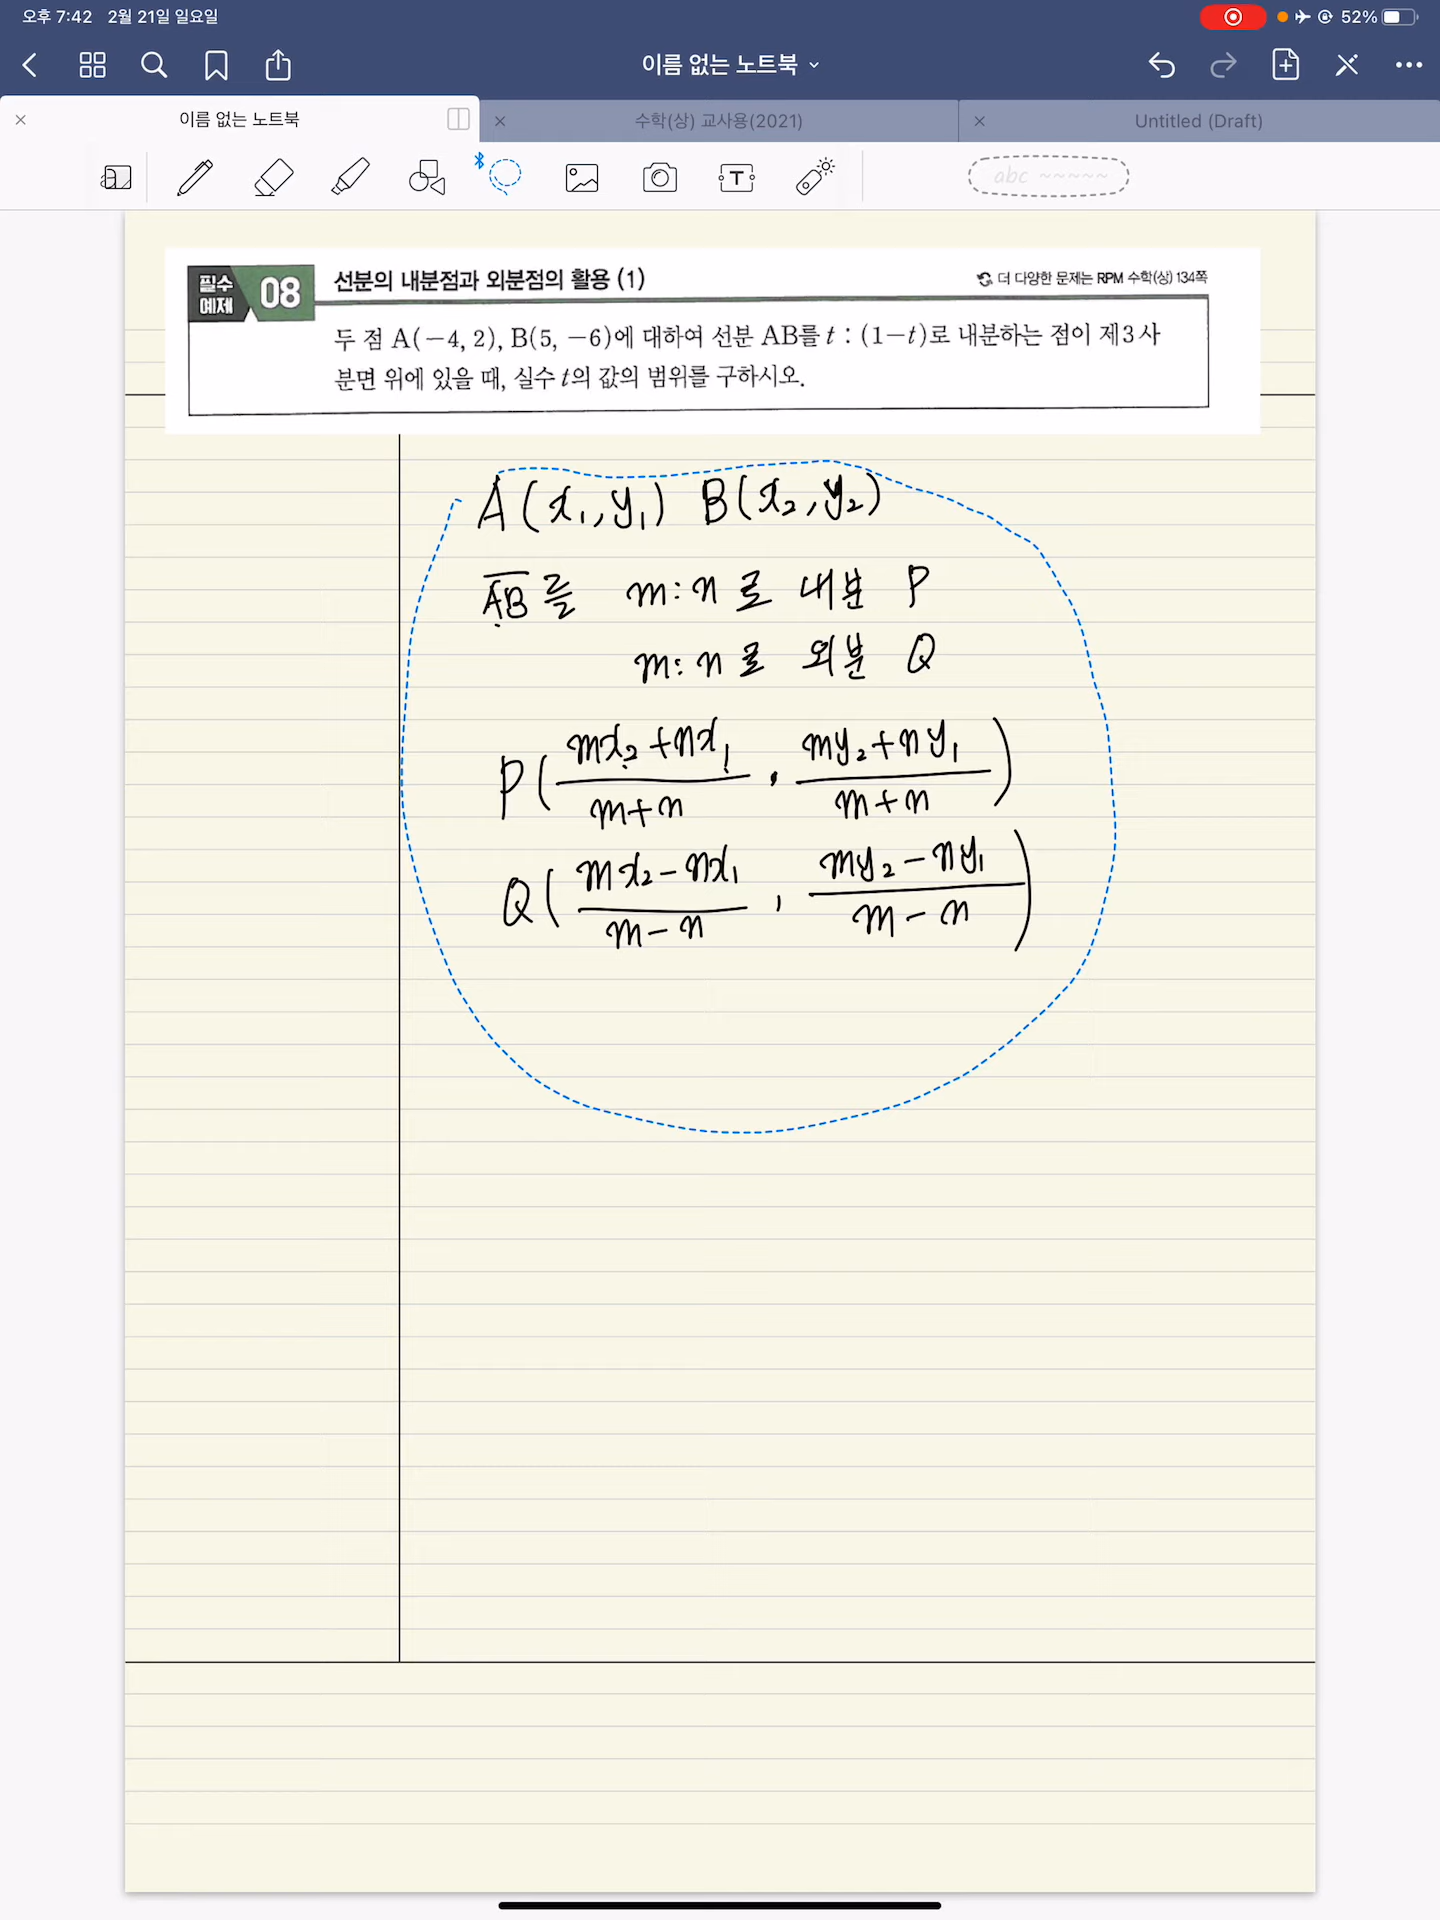 오후 7:42 2월 21일 일요일 52%
이름 없는 노트북
이름 없는 노트북 수학(상) 교사용(2021) Untitled (Draft)
T abc
필수 예제 08 선분의 내분점과 외분점의 활용 (1) 더 다양한 문제는 RPM 수학(상) 134쪽
두 점 A(−4, 2), B(5, −6)에 대하여 선분 AB를 t : (1−t)로 내분하는 점이 제3사
분면 위에 있을 때, 실수 t의 값의 범위를 구하시오.
A(x₁,y₁) B(x₂,y₂)
A̅B̅를 m:n로 내분 P
m:n로 외분 Q
P( (mx₂+nx₁)/(m+n) , (my₂+ny₁)/(m+n) )
Q( (mx₂−nx₁)/(m−n) , (my₂−ny₁)/(m−n) )